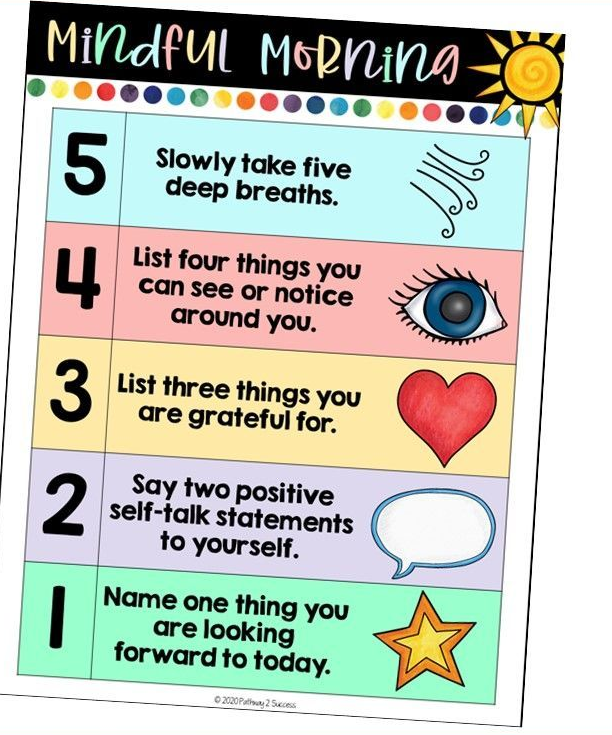 Mindful Morning
5
Slowly take five
deep breaths.
4
List four things you
can see or notice
around you.
3
List three things you
are grateful for.
2
Say two positive
self-talk statements
to yourself.
1
Name one thing you
are looking
forward to today.
© 2020 Pathway 2 Success